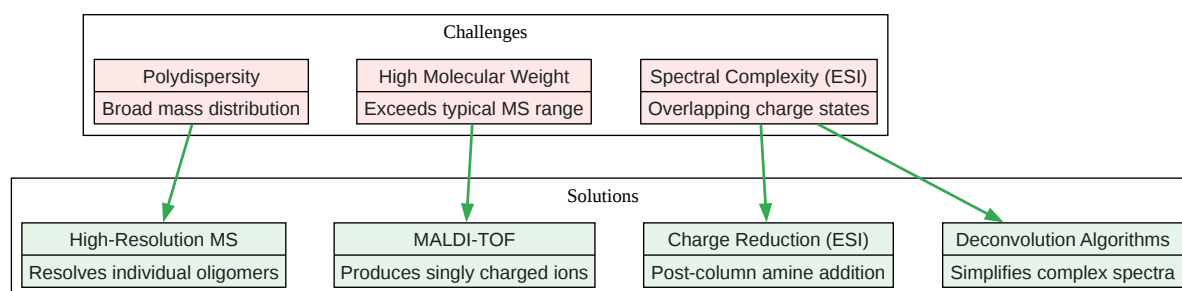 Challenges
Polydispersity
Broad mass distribution
High Molecular Weight
Exceeds typical MS range
Spectral Complexity (ESI)
Overlapping charge states
Solutions
High-Resolution MS
Resolves individual oligomers
MALDI-TOF
Produces singly charged ions
Charge Reduction (ESI)
Post-column amine addition
Deconvolution Algorithms
Simplifies complex spectra